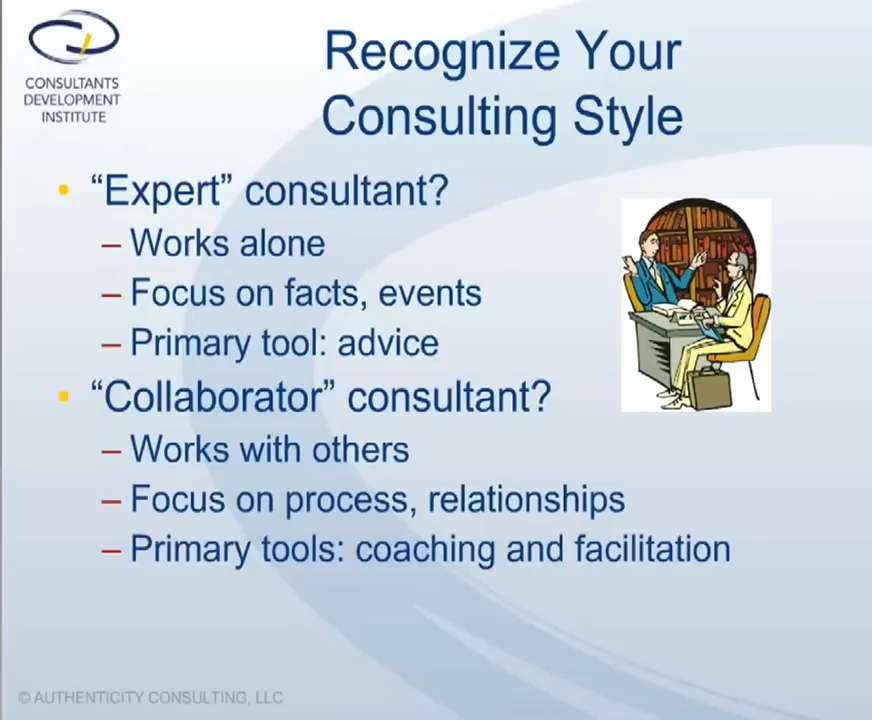 CONSULTANTS
DEVELOPMENT
INSTITUTE
Recognize Your
Consulting Style
• “Expert” consultant?
– Works alone
– Focus on facts, events
– Primary tool: advice
• “Collaborator” consultant?
– Works with others
– Focus on process, relationships
– Primary tools: coaching and facilitation
© AUTHENTICITY CONSULTING, LLC